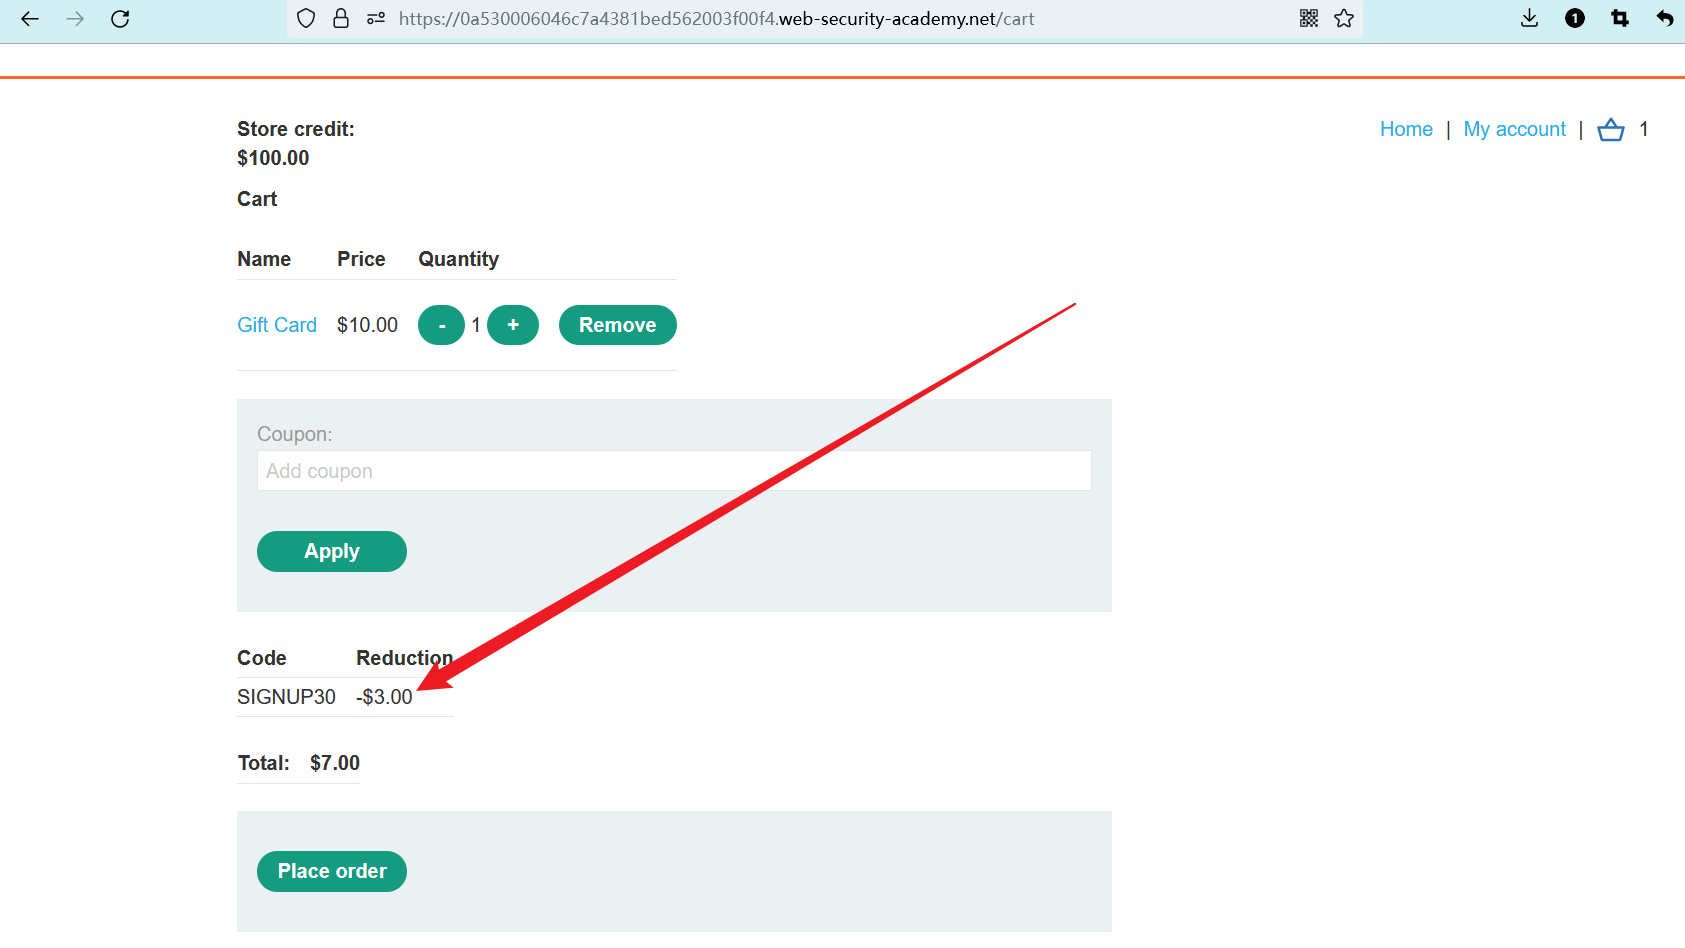 https://0a530006046c7a4381bed562003f00f4.web-security-academy.net/cart
1
Store credit:
$100.00
Home | My account | 1
Cart
Name Price Quantity
Gift Card $10.00 - 1 + Remove
Coupon:
Add coupon
Apply
Code Reduction
SIGNUP30 -$3.00
Total: $7.00
Place order